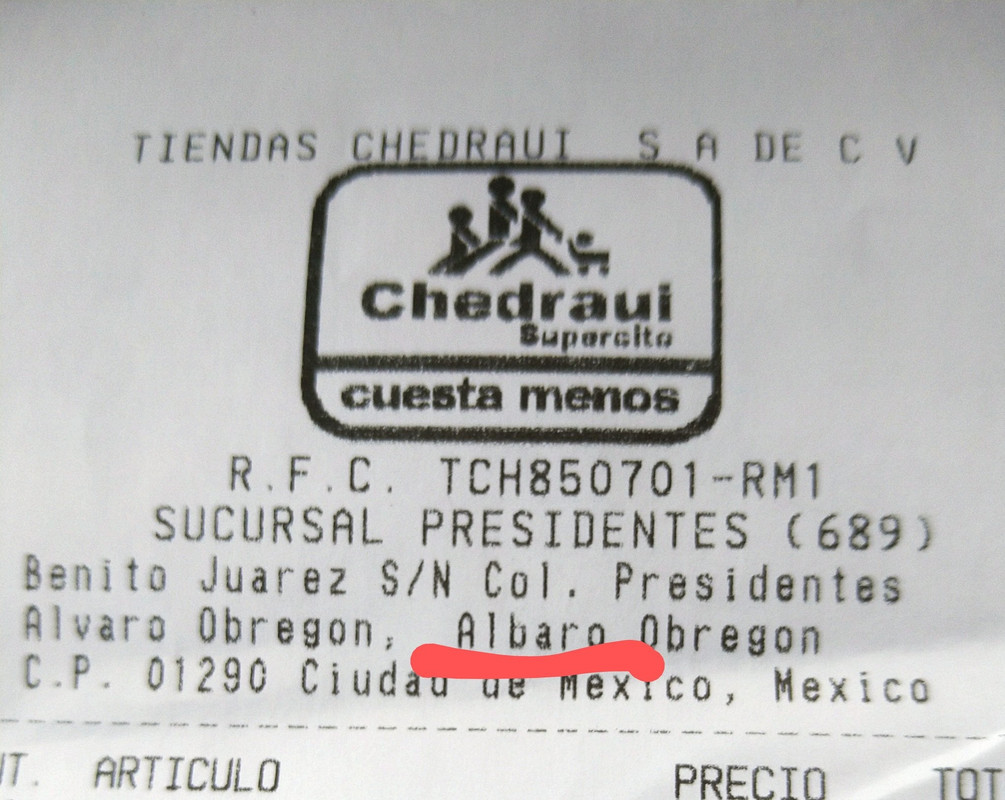 TIENDAS CHEDRAUI S A DE C V
Chedraui
Supercito
cuesta menos
R.F.C. TCH850701-RM1
SUCURSAL PRESIDENTES (689)
Benito Juarez S/N Col. Presidentes
Alvaro Obregon, Albaro Obregon
C.P. 01290 Ciudad de Mexico, Mexico
ARTICULO PRECIO